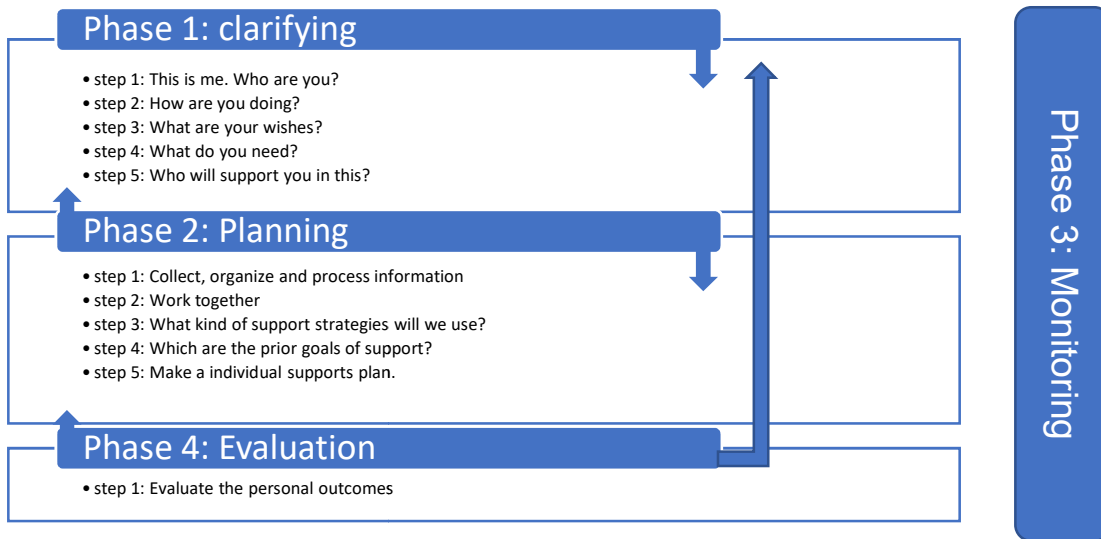 Phase 1: clarifying
• step 1: This is me. Who are you?
• step 2: How are you doing?
• step 3: What are your wishes?
• step 4: What do you need?
• step 5: Who will support you in this?
Phase 2: Planning
• step 1: Collect, organize and process information
• step 2: Work together
• step 3: What kind of support strategies will we use?
• step 4: Which are the prior goals of support?
• step 5: Make a individual supports plan.
Phase 4: Evaluation
• step 1: Evaluate the personal outcomes
Phase 3: Monitoring